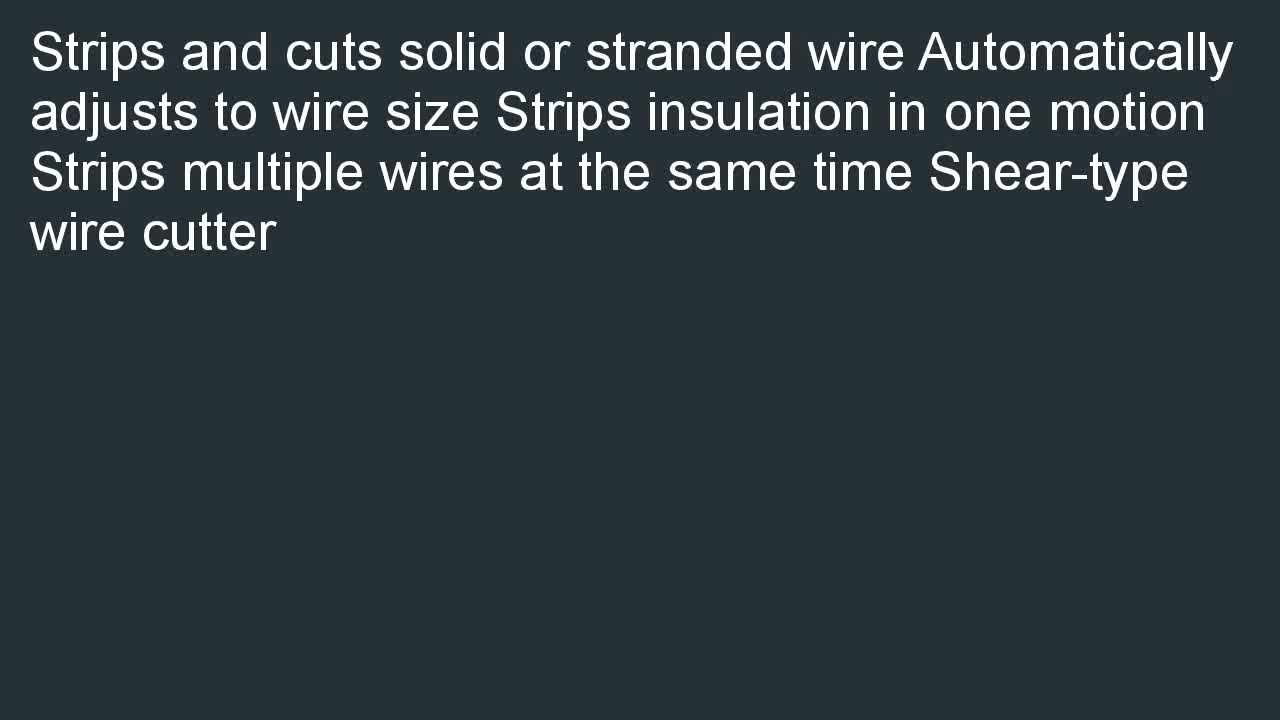 Strips and cuts solid or stranded wire Automatically
adjusts to wire size Strips insulation in one motion
Strips multiple wires at the same time Shear-type
wire cutter